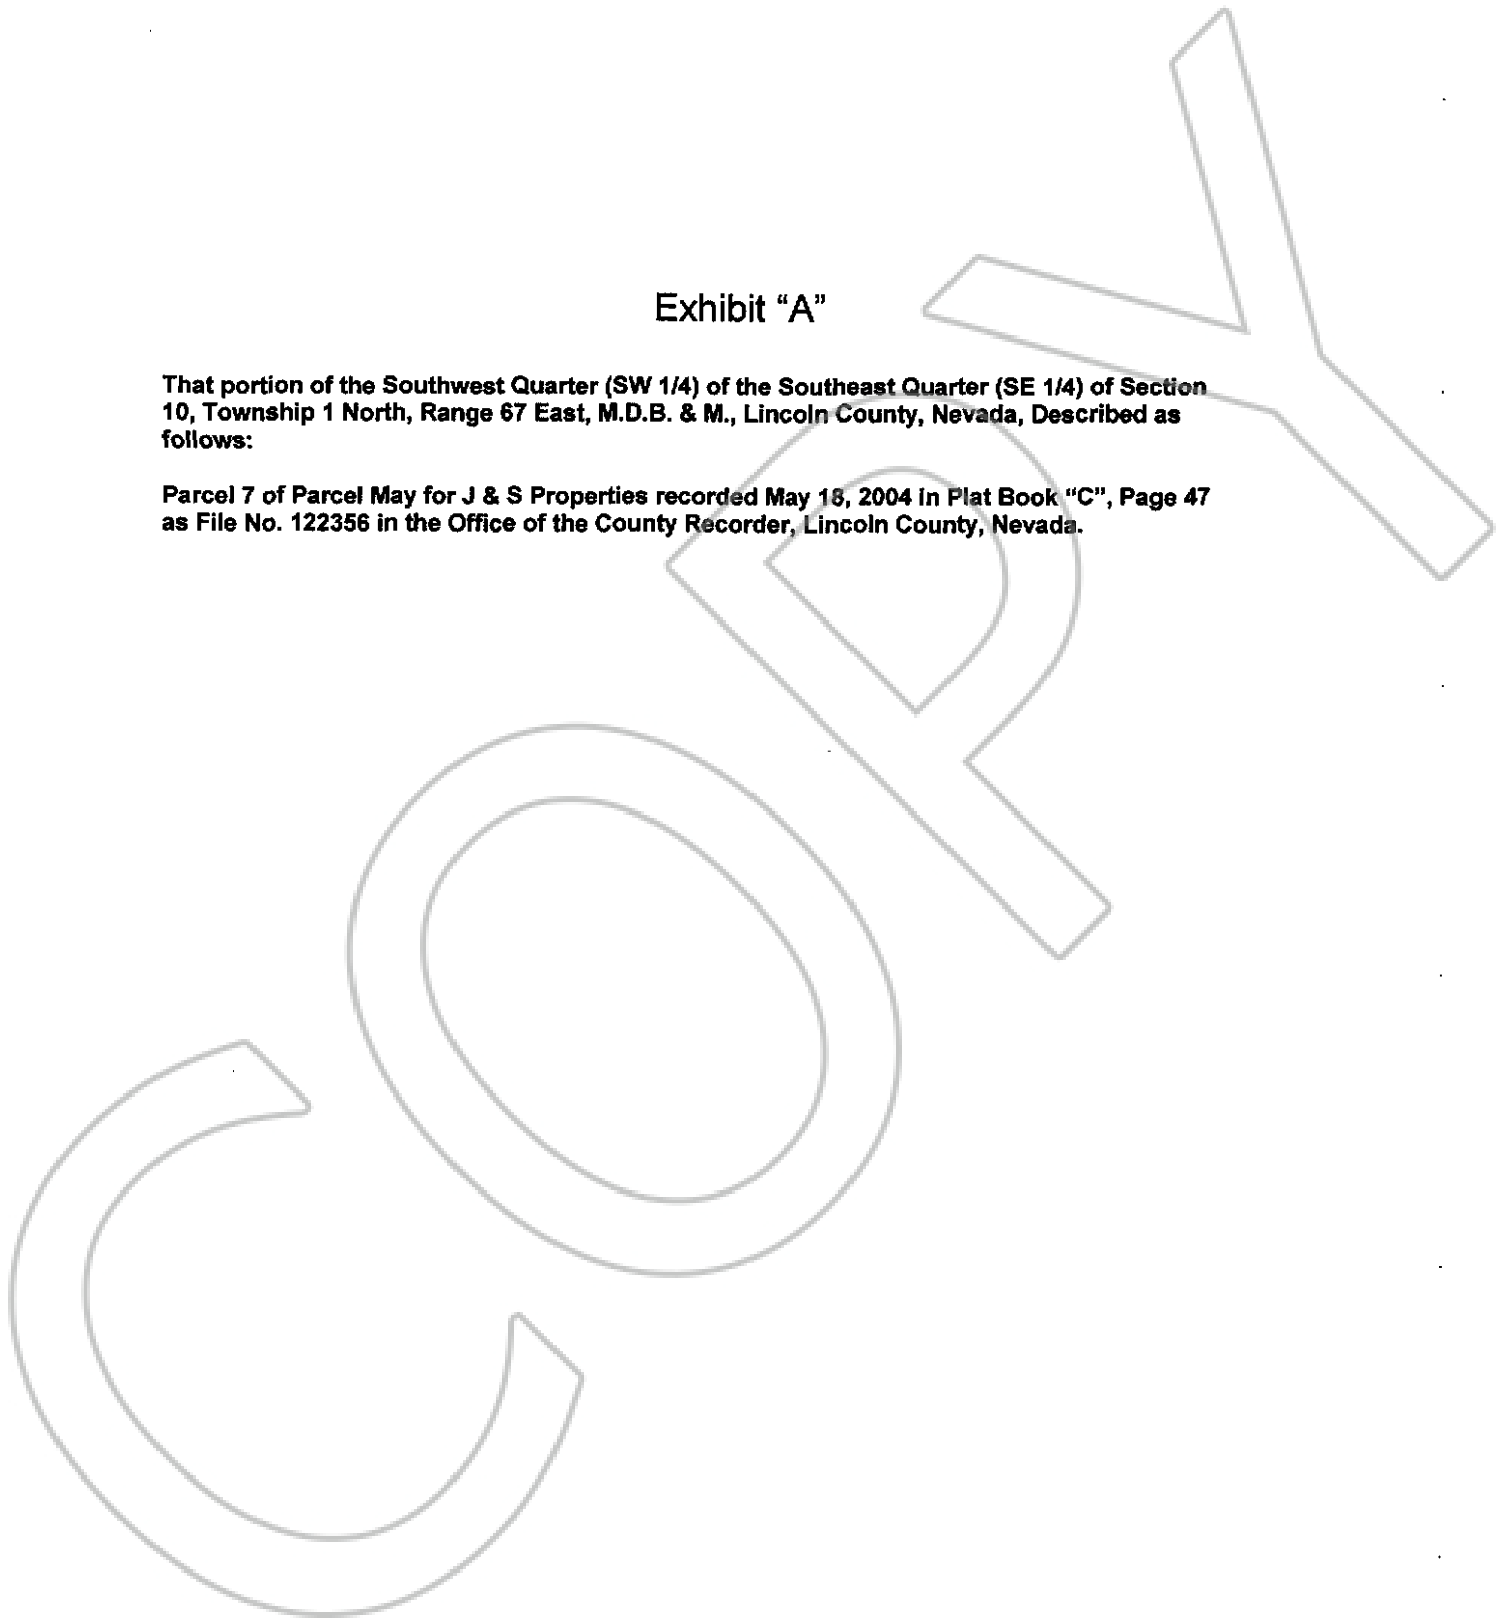 Exhibit “A”
That portion of the Southwest Quarter (SW 1/4) of the Southeast Quarter (SE 1/4) of Section
10, Township 1 North, Range 67 East, M.D.B. & M., Lincoln County, Nevada, Described as
follows:
Parcel 7 of Parcel May for J & S Properties recorded May 18, 2004 in Plat Book “C”, Page 47
as File No. 122356 in the Office of the County Recorder, Lincoln County, Nevada.
COPY